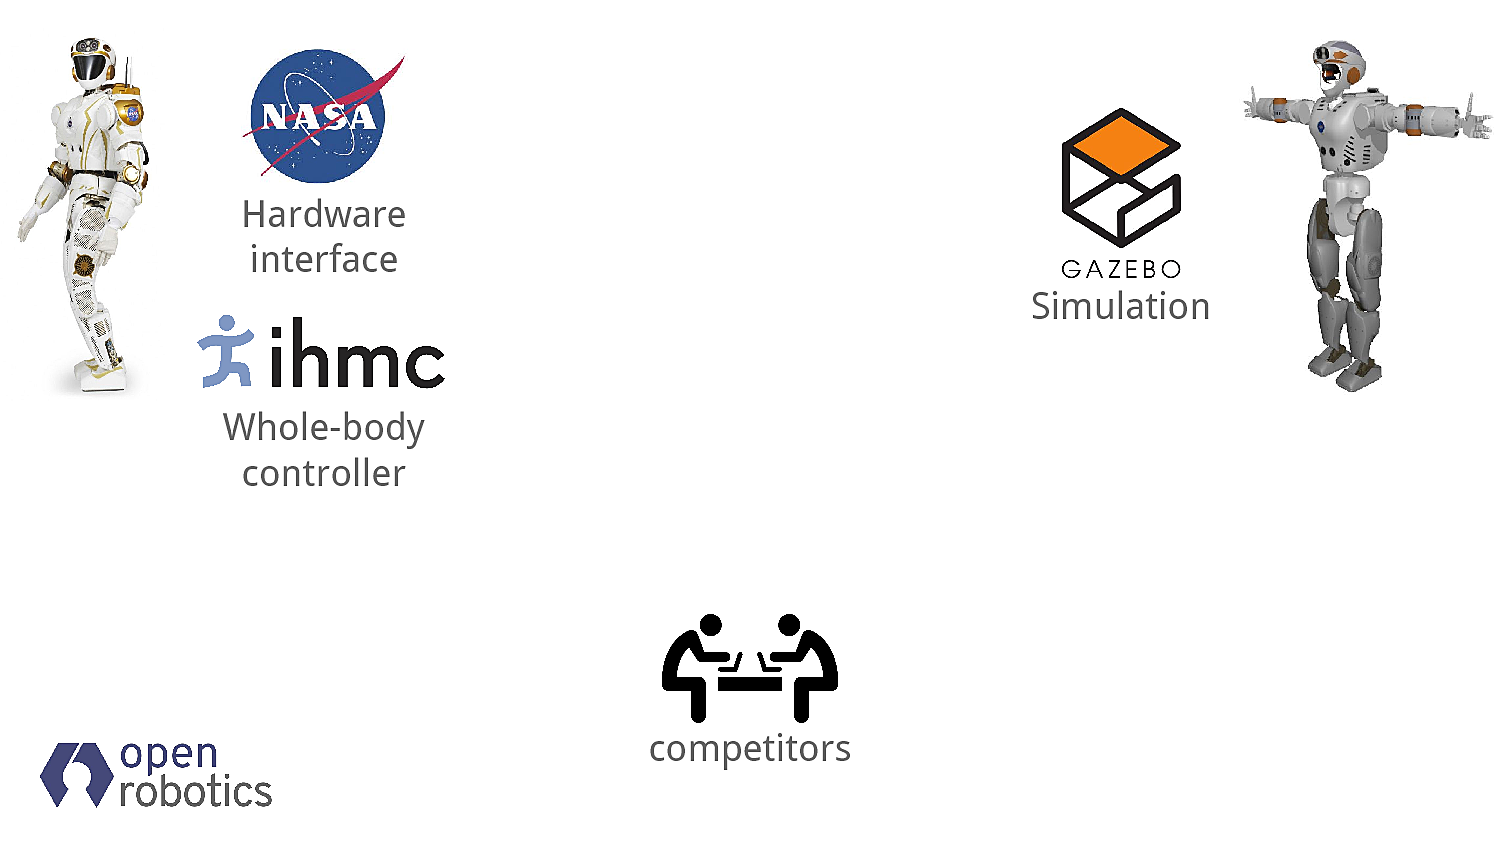 NASA
Hardware
interface
ihmc
Whole-body
controller
GAZEBO
Simulation
competitors
open
robotics